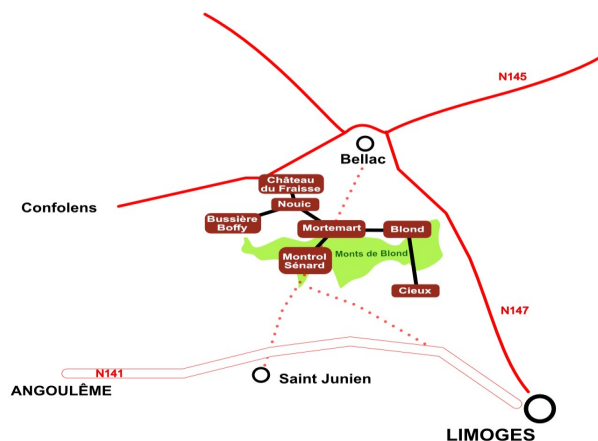 N145
Bellac
Château
du Fraisse
Nouic
Confolens
Bussière
Boffy
Mortemart
Blond
Montrol
Sénard
Monts de Blond
Cieux
N147
N141
Saint Junien
ANGOULÊME
LIMOGES